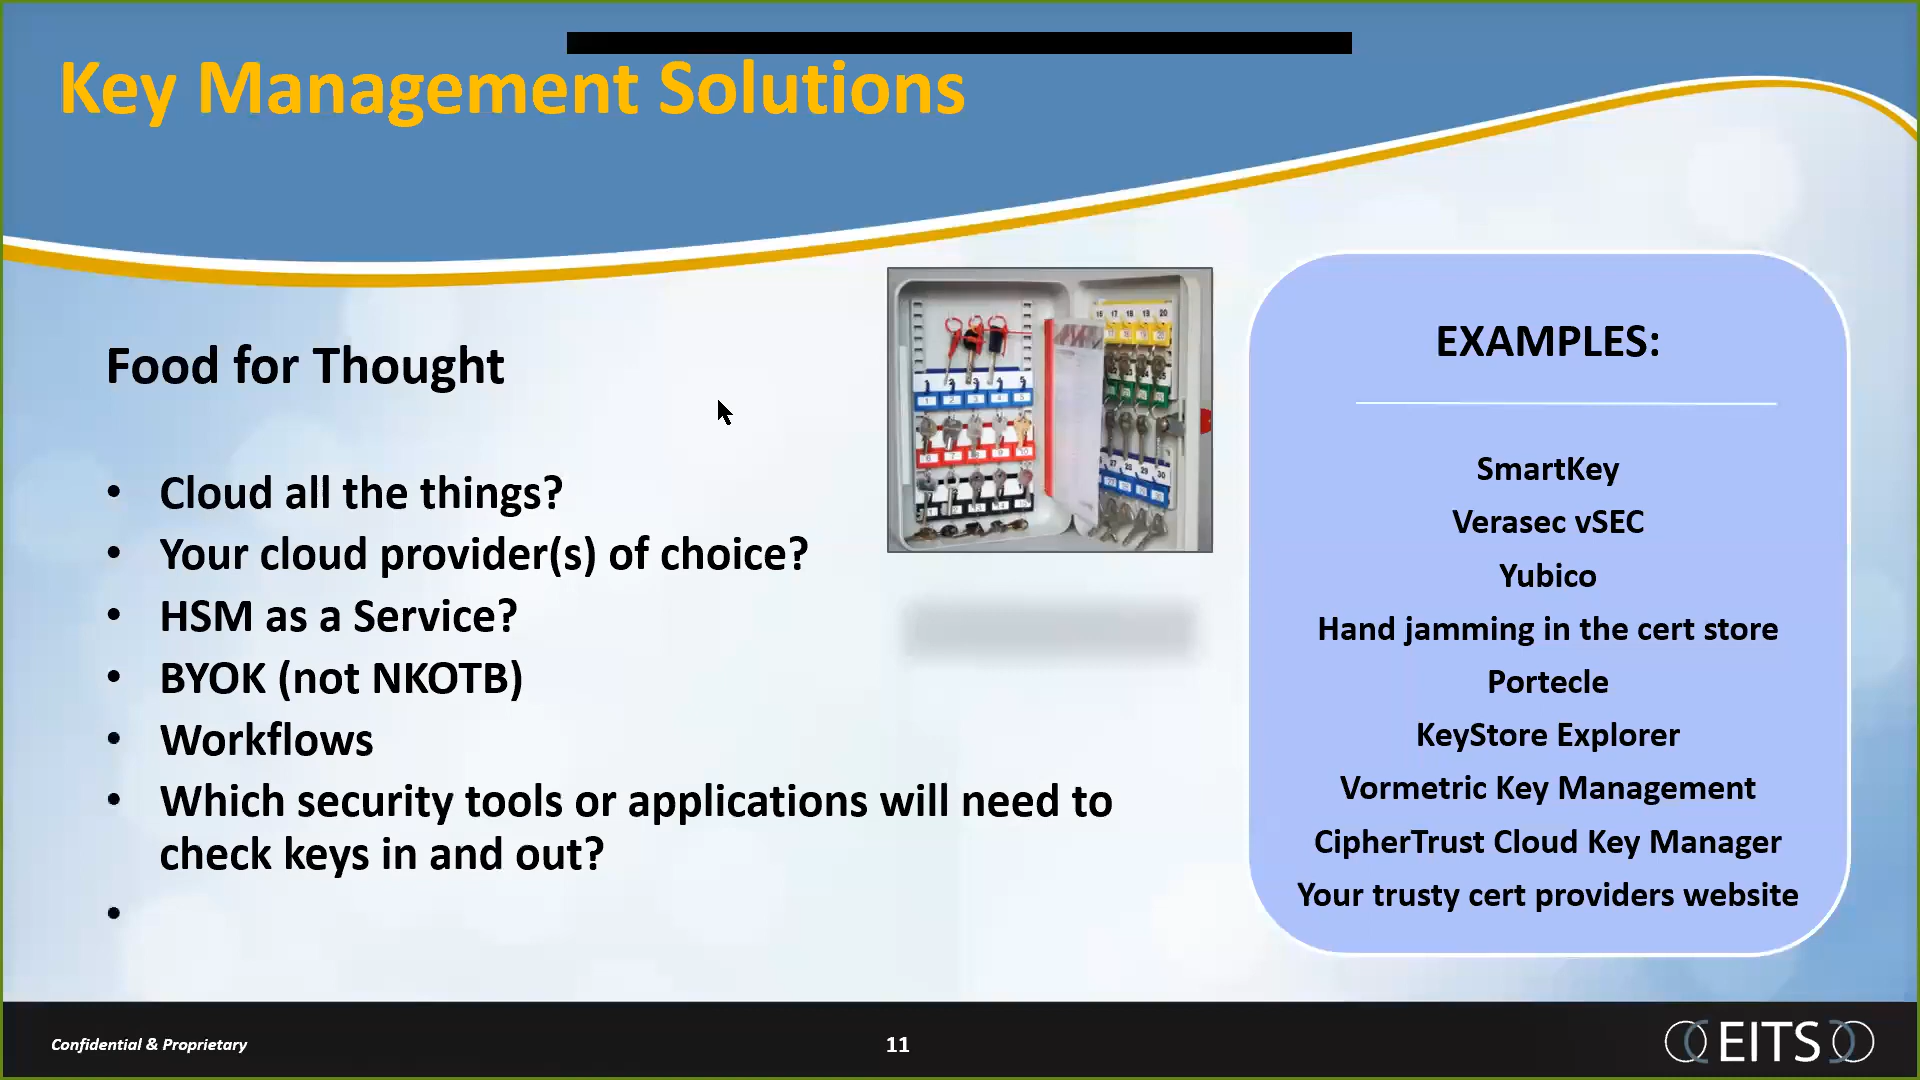 Key Management Solutions
Food for Thought
• Cloud all the things?
• Your cloud provider(s) of choice?
• HSM as a Service?
• BYOK (not NKOTB)
• Workflows
• Which security tools or applications will need to
check keys in and out?
•
EXAMPLES:
SmartKey
Verasec vSEC
Yubico
Hand jamming in the cert store
Portecle
KeyStore Explorer
Vormetric Key Management
CipherTrust Cloud Key Manager
Your trusty cert providers website
Confidential & Proprietary
11
EITS